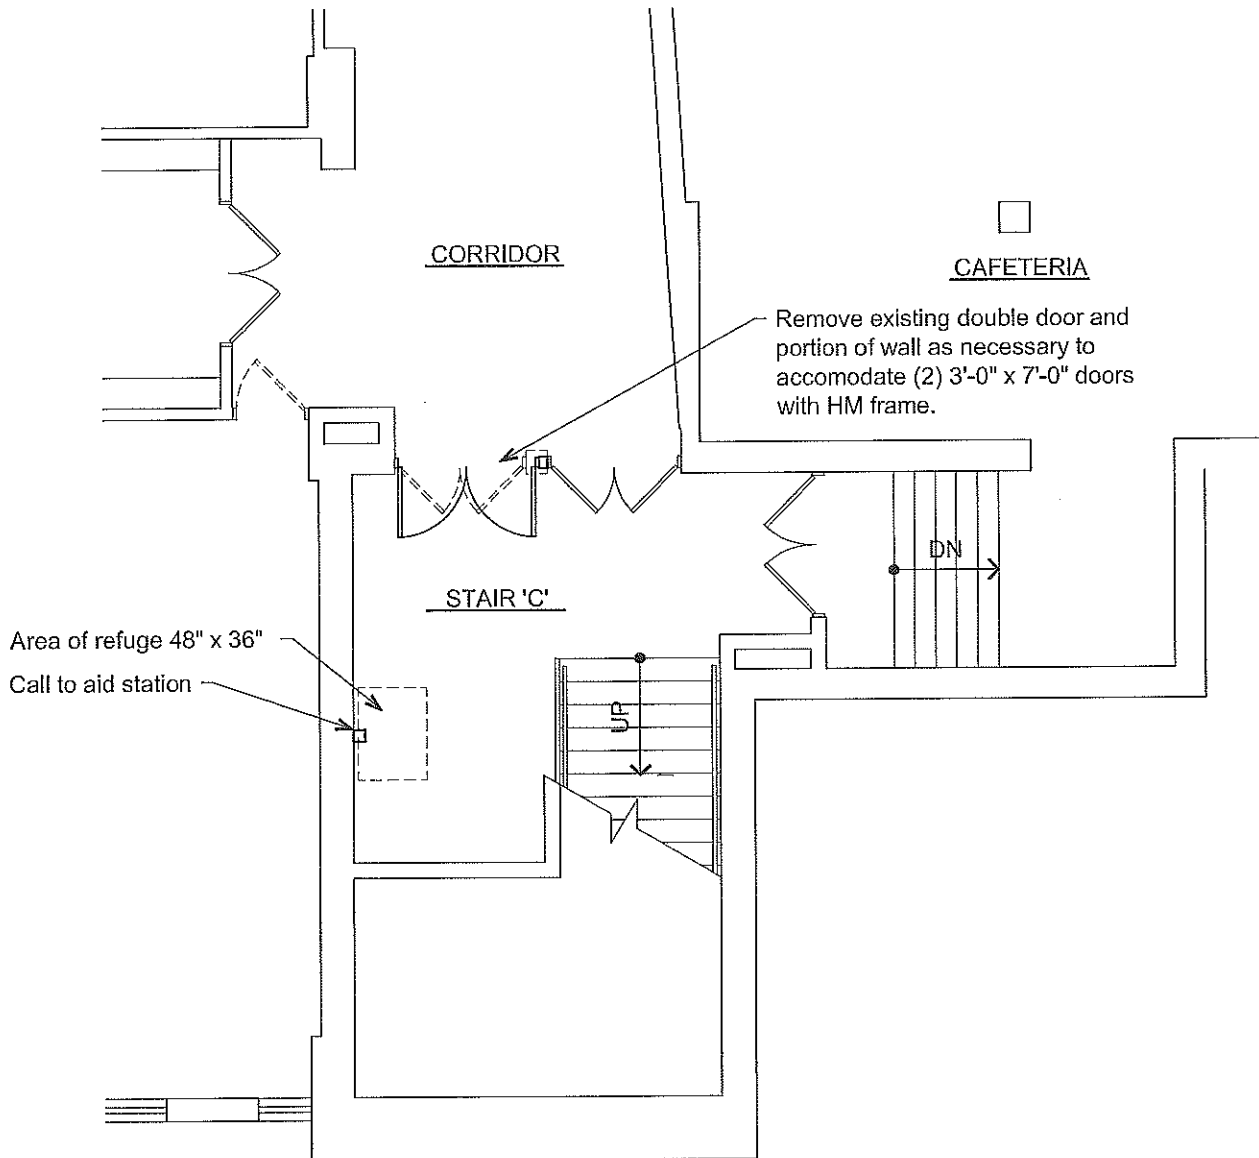 CORRIDOR
CAFETERIA
Remove existing double door and
portion of wall as necessary to
accomodate (2) 3'-0" x 7'-0" doors
with HM frame.
DN
STAIR 'C'
Area of refuge 48" x 36"
Call to aid station
UP